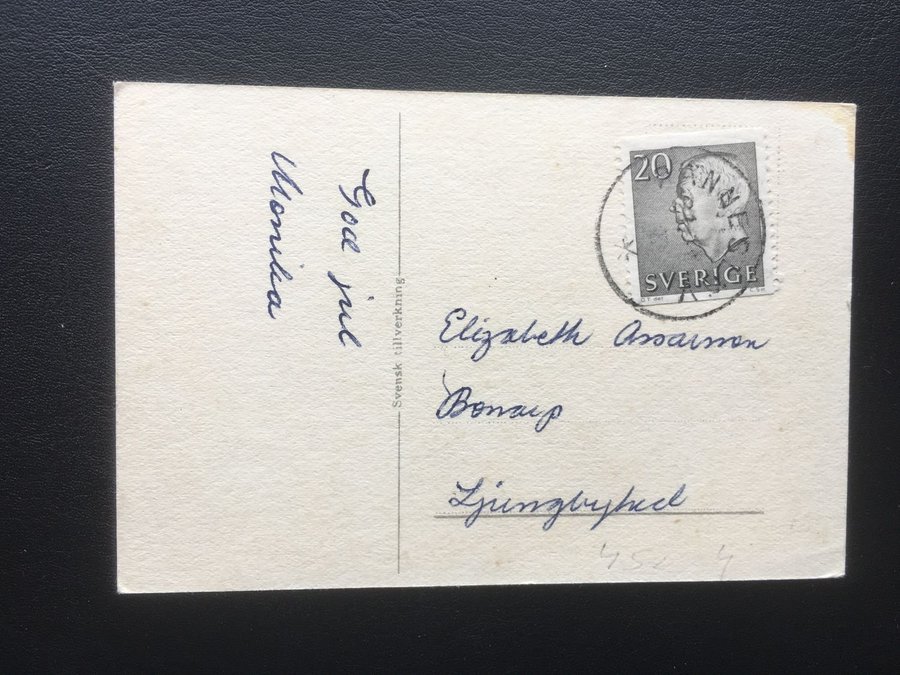 God jul
Monika
Svensk tillverkning
20
SVERIGE
Elizabeth Assarsson
Bonarp
Ljungbyhed